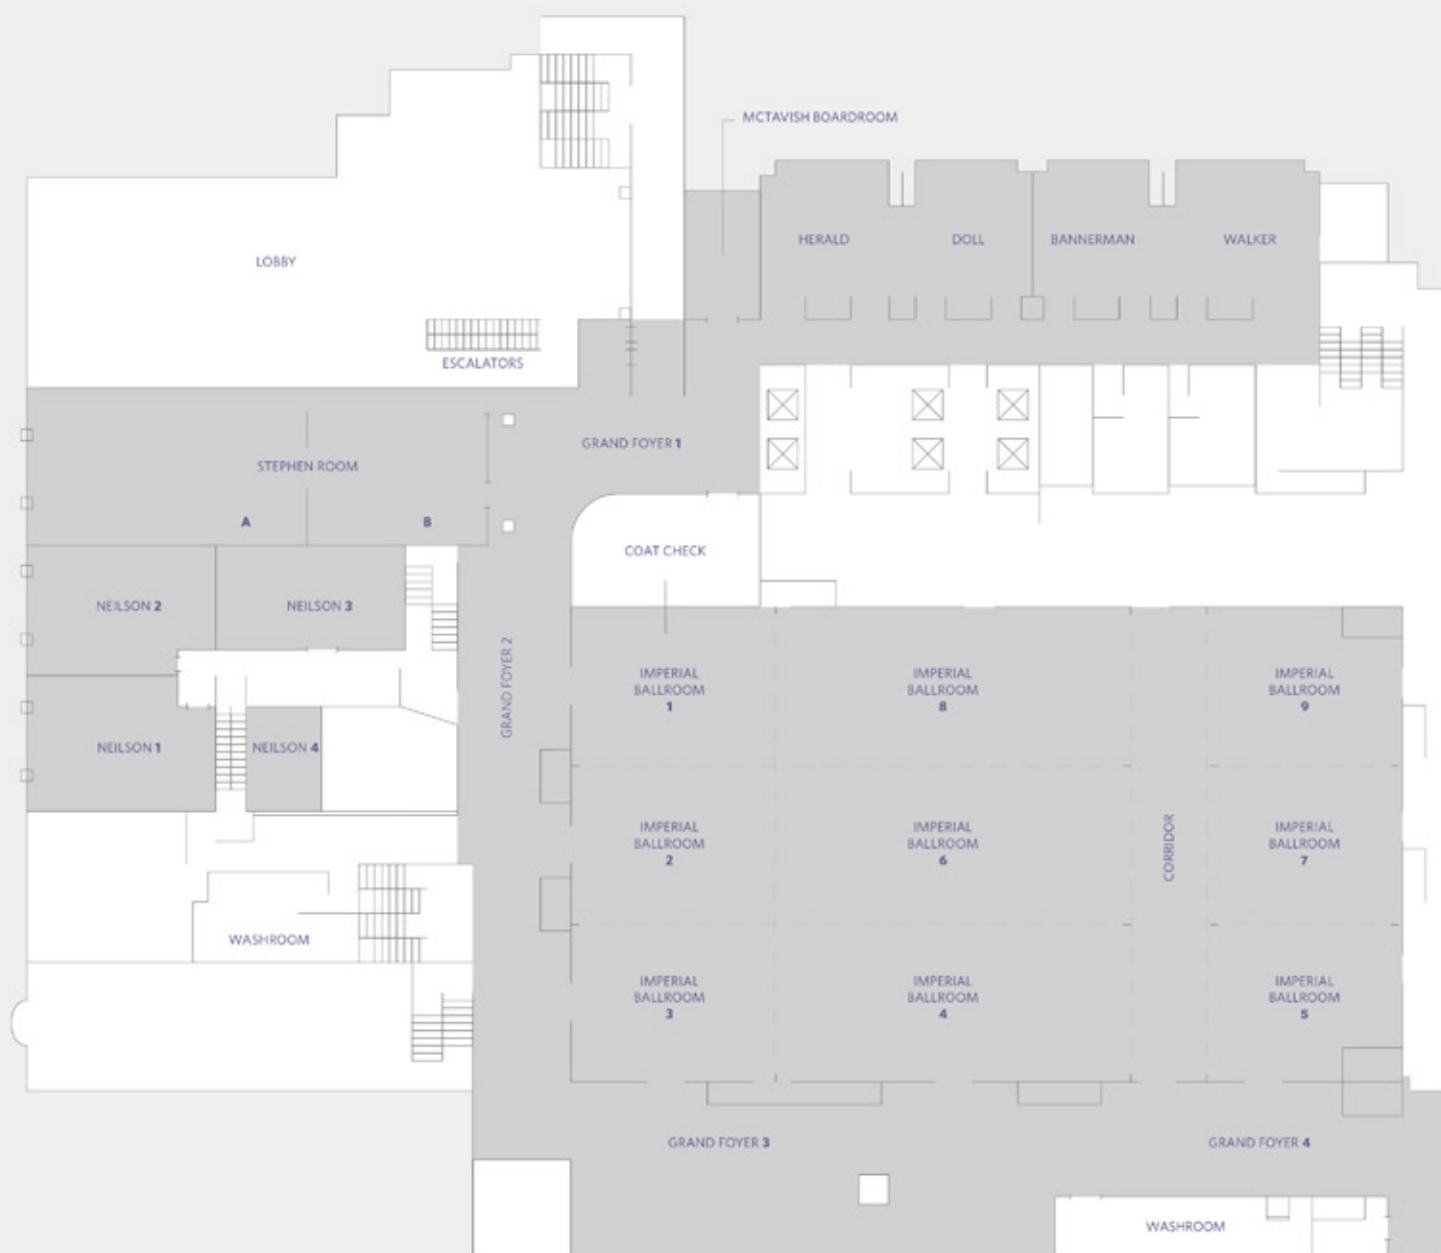 MCTAVISH BOARDROOM
HERALD
DOLL
BANNERMAN
WALKER
LOBBY
ESCALATORS
GRAND FOYER 1
STEPHEN ROOM
A
B
COAT CHECK
NEILSON 2
NEILSON 3
GRAND FOYER 2
NEILSON 1
NEILSON 4
IMPERIAL
BALLROOM
1
IMPERIAL
BALLROOM
8
IMPERIAL
BALLROOM
9
IMPERIAL
BALLROOM
2
IMPERIAL
BALLROOM
6
CORRIDOR
IMPERIAL
BALLROOM
7
WASHROOM
IMPERIAL
BALLROOM
3
IMPERIAL
BALLROOM
4
IMPERIAL
BALLROOM
5
GRAND FOYER 3
GRAND FOYER 4
WASHROOM